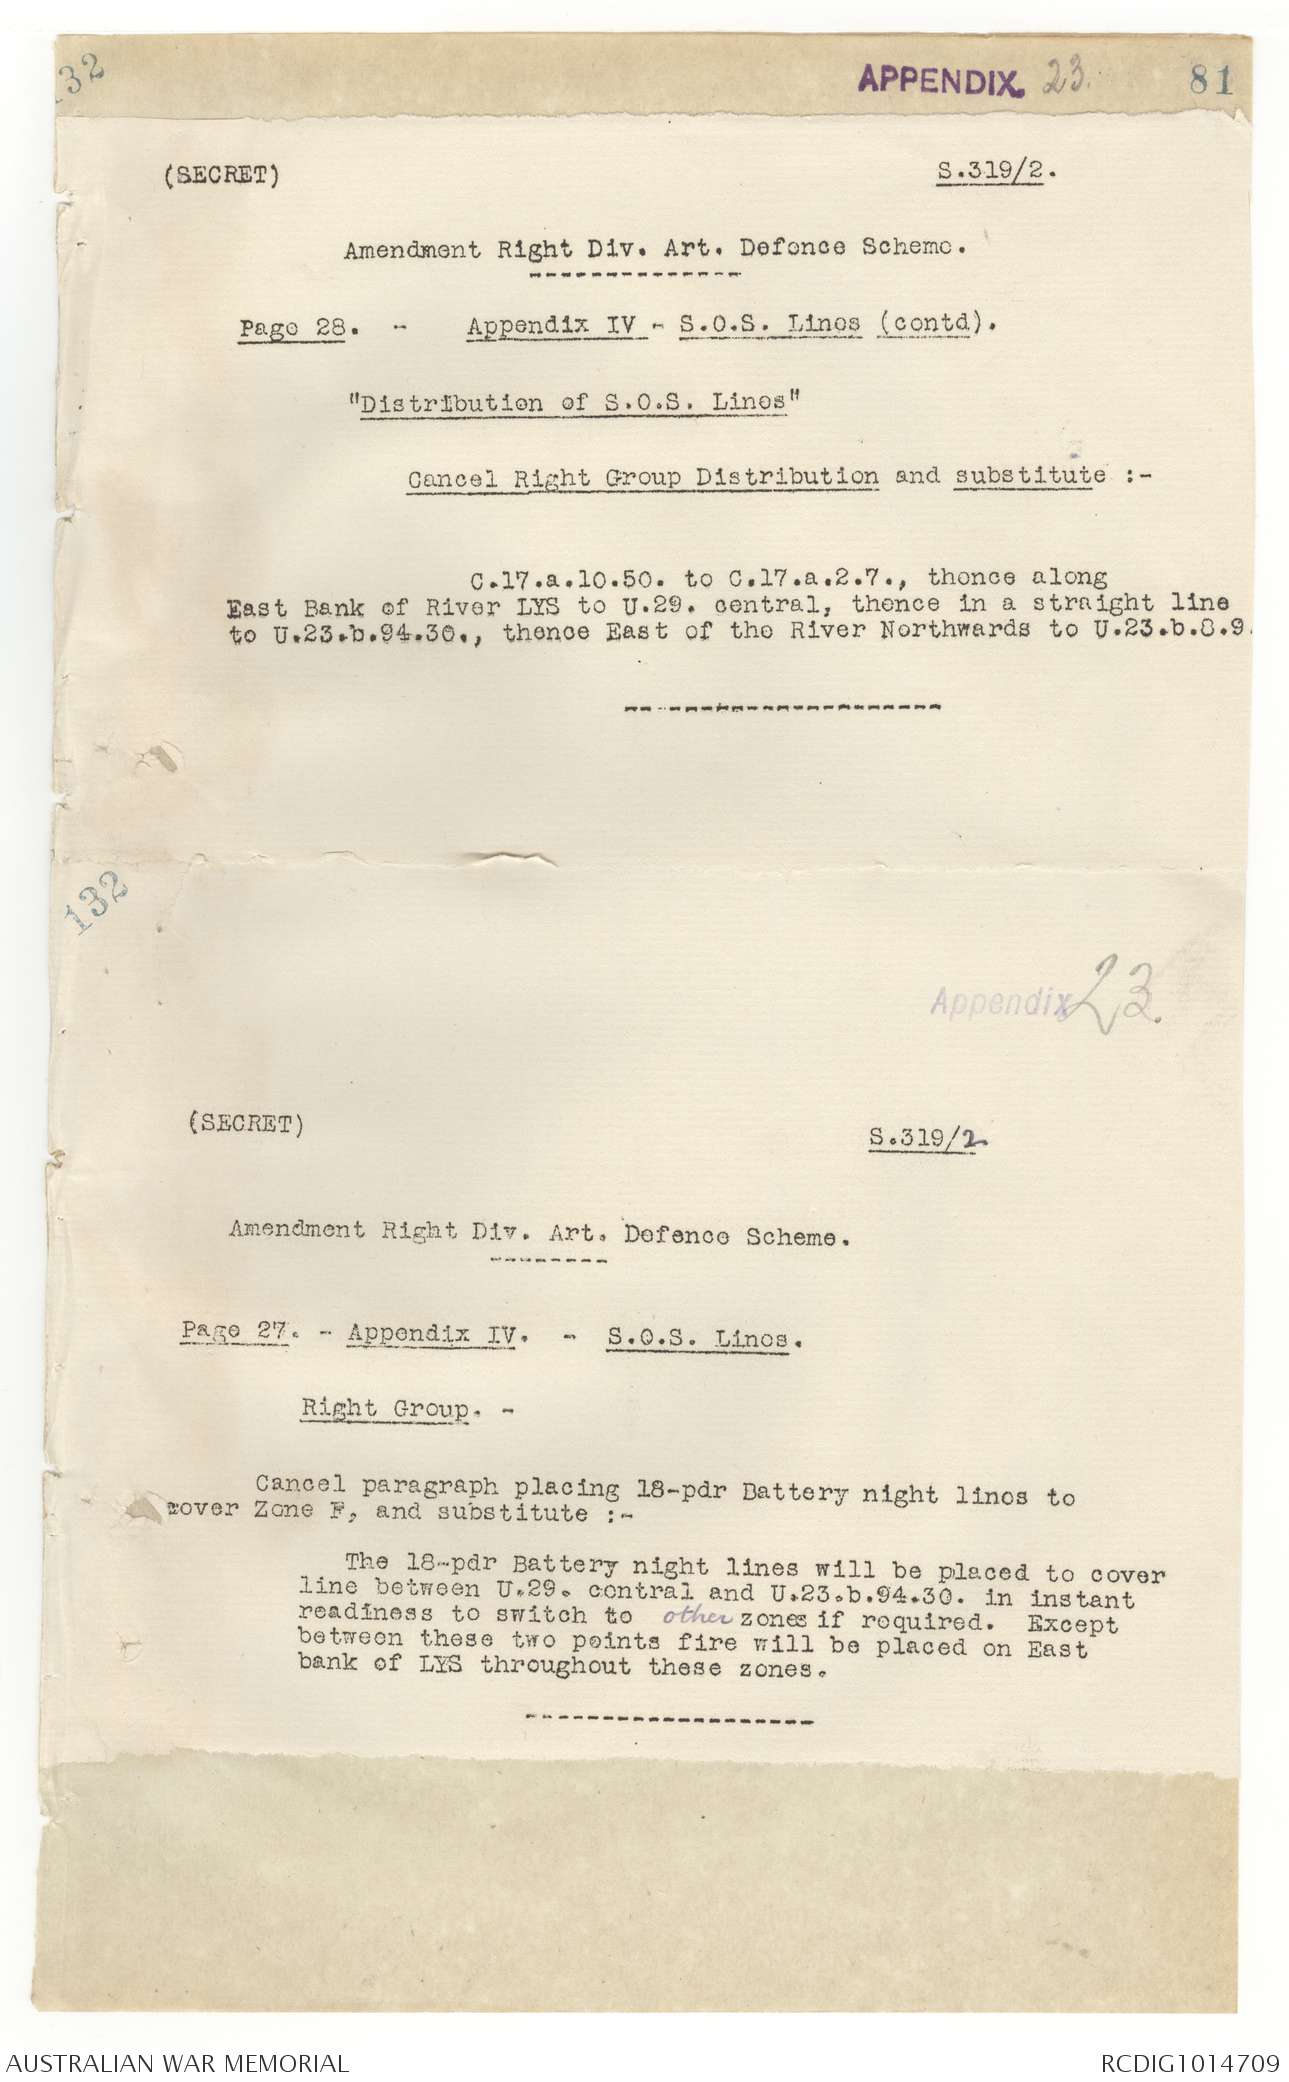 132
APPENDIX. 23.
81
(SECRET)
S.319/2.
Amendment Right Div. Art. Defence Scheme.
Page 28. - Appendix IV - S.O.S. Lines (contd).
"Distribution of S.O.S. Lines"
Cancel Right Group Distribution and substitute :-
C.17.a.10.50. to C.17.a.2.7., thence along
East Bank of River LYS to U.29. central, thence in a straight line
to U.23.b.94.30., thence East of the River Northwards to U.23.b.8.9.
132
Appendix 23.
(SECRET)
S.319/2
Amendment Right Div. Art. Defence Scheme.
Page 27. - Appendix IV. - S.O.S. Lines.
Right Group. -
Cancel paragraph placing 18-pdr Battery night lines to
cover Zone F, and substitute :-
The 18-pdr Battery night lines will be placed to cover
line between U.29. central and U.23.b.94.30. in instant
readiness to switch to other zones if required. Except
between these two points fire will be placed on East
bank of LYS throughout these zones.
AUSTRALIAN WAR MEMORIAL
RCDIG1014709